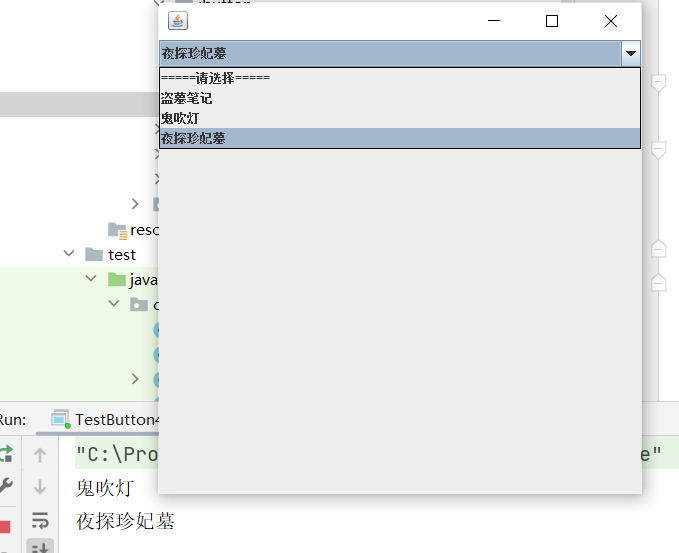 夜探珍妃墓
=====请选择=====
盗墓笔记
鬼吹灯
夜探珍妃墓
test
java
Run:
TestButton4
"C:\Pro
e"
鬼吹灯
夜探珍妃墓